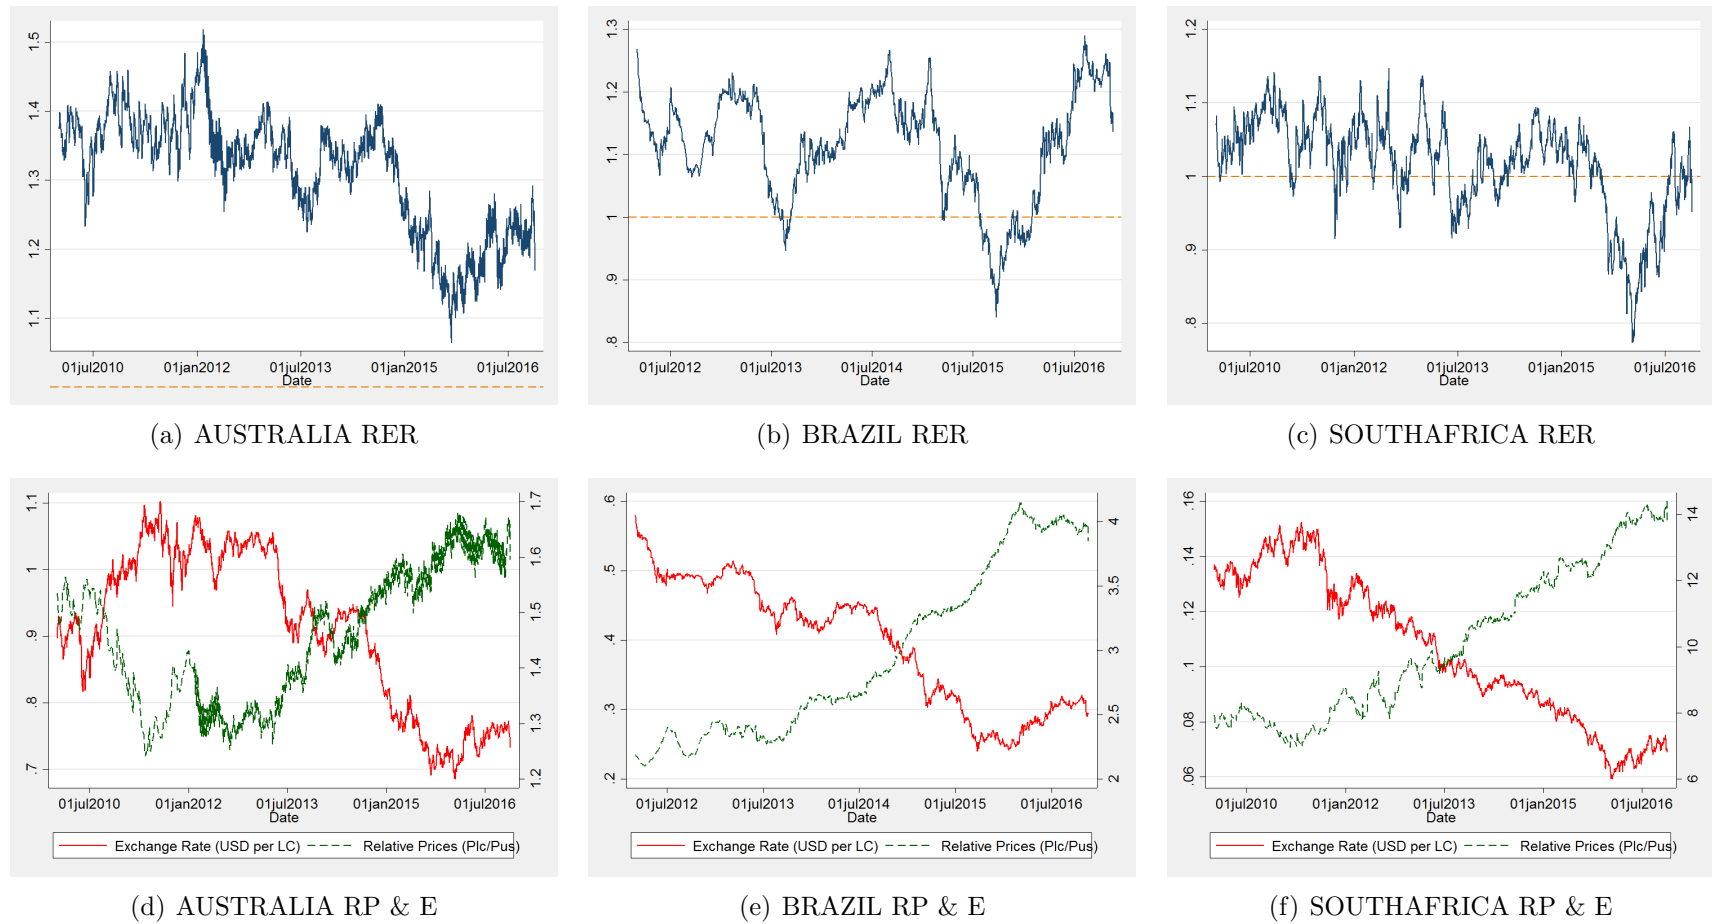 1.5
1.4
1.3
1.2
1.1
01jul2010 01jan2012 01jul2013 01jan2015 01jul2016
Date
(a) AUSTRALIA RER
1.3
1.2
1.1
1
.9
.8
01jul2012 01jul2013 01jul2014 01jul2015 01jul2016
Date
(b) BRAZIL RER
1.2
1.1
1
.9
.8
01jul2010 01jan2012 01jul2013 01jan2015 01jul2016
Date
(c) SOUTHAFRICA RER
1.1 1.7
1 1.6
.9 1.5
.8 1.4
.7 1.3
1.2
01jul2010 01jan2012 01jul2013 01jan2015 01jul2016
Date
Exchange Rate (USD per LC) Relative Prices (Plc/Pus)
(d) AUSTRALIA RP & E
.6 4
.5 3.5
.4 3
.3 2.5
.2 2
01jul2012 01jul2013 01jul2014 01jul2015 01jul2016
Date
Exchange Rate (USD per LC) Relative Prices (Plc/Pus)
(e) BRAZIL RP & E
.16 14
.14 12
.12 10
.1 8
.08 6
.06
01jul2010 01jan2012 01jul2013 01jan2015 01jul2016
Date
Exchange Rate (USD per LC) Relative Prices (Plc/Pus)
(f) SOUTHAFRICA RP & E